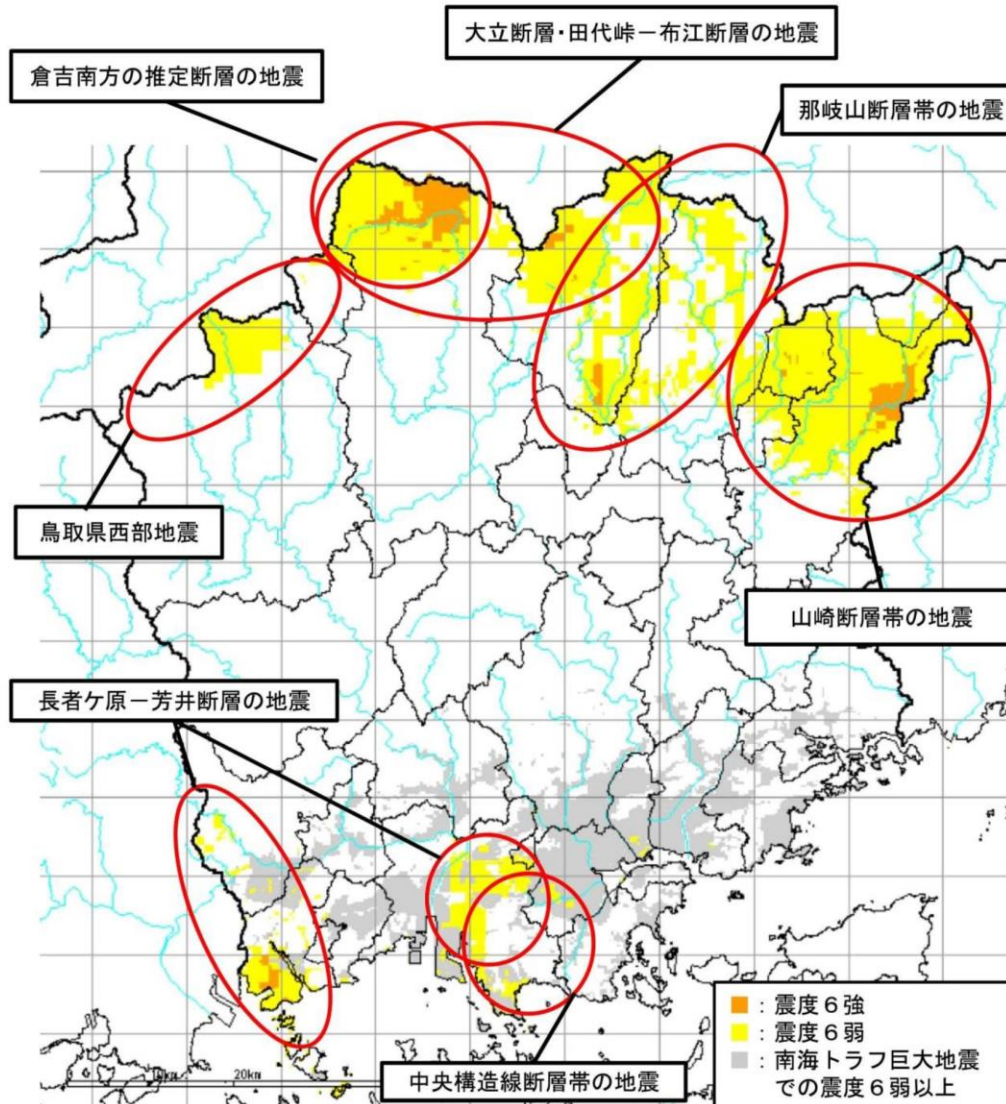 大立断層・田代峠－布江断層の地震
倉吉南方の推定断層の地震
那岐山断層帯の地震
鳥取県西部地震
山崎断層帯の地震
長者ケ原－芳井断層の地震
中央構造線断層帯の地震
：震度６強
：震度６弱
：南海トラフ巨大地震
での震度６弱以上
20km